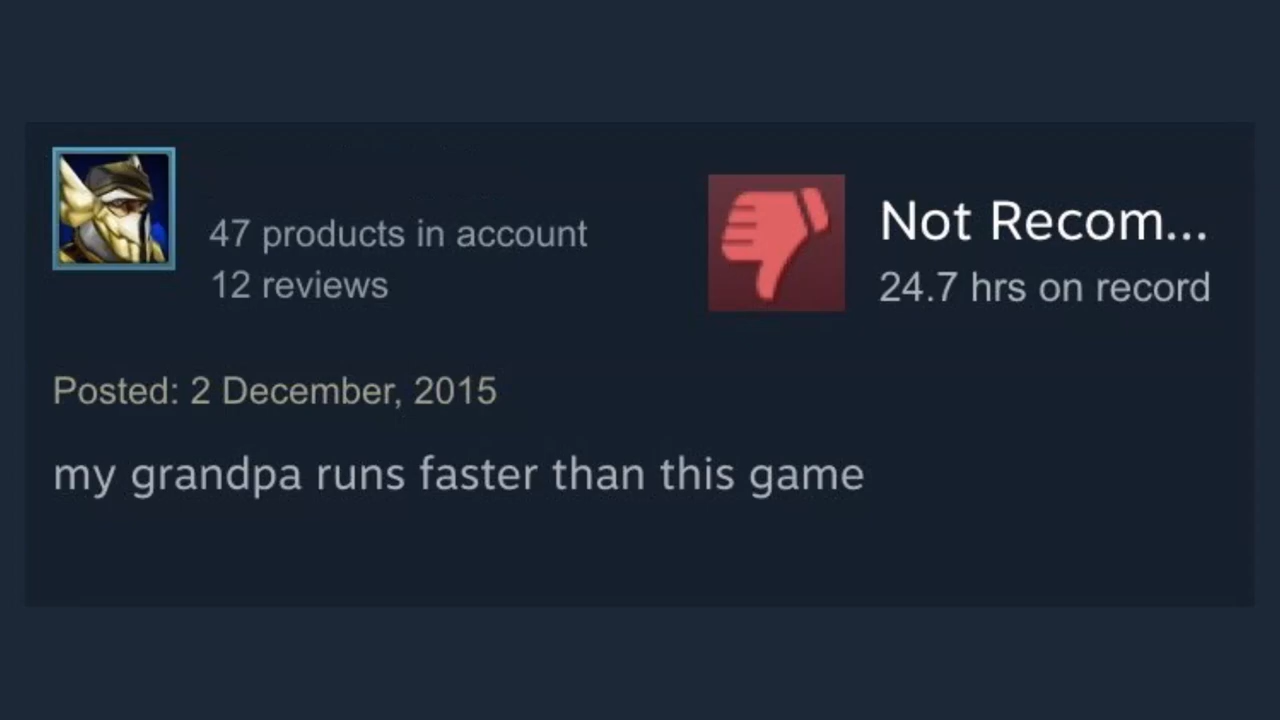 47 products in account
12 reviews
Not Recom...
24.7 hrs on record
Posted: 2 December, 2015
my grandpa runs faster than this game